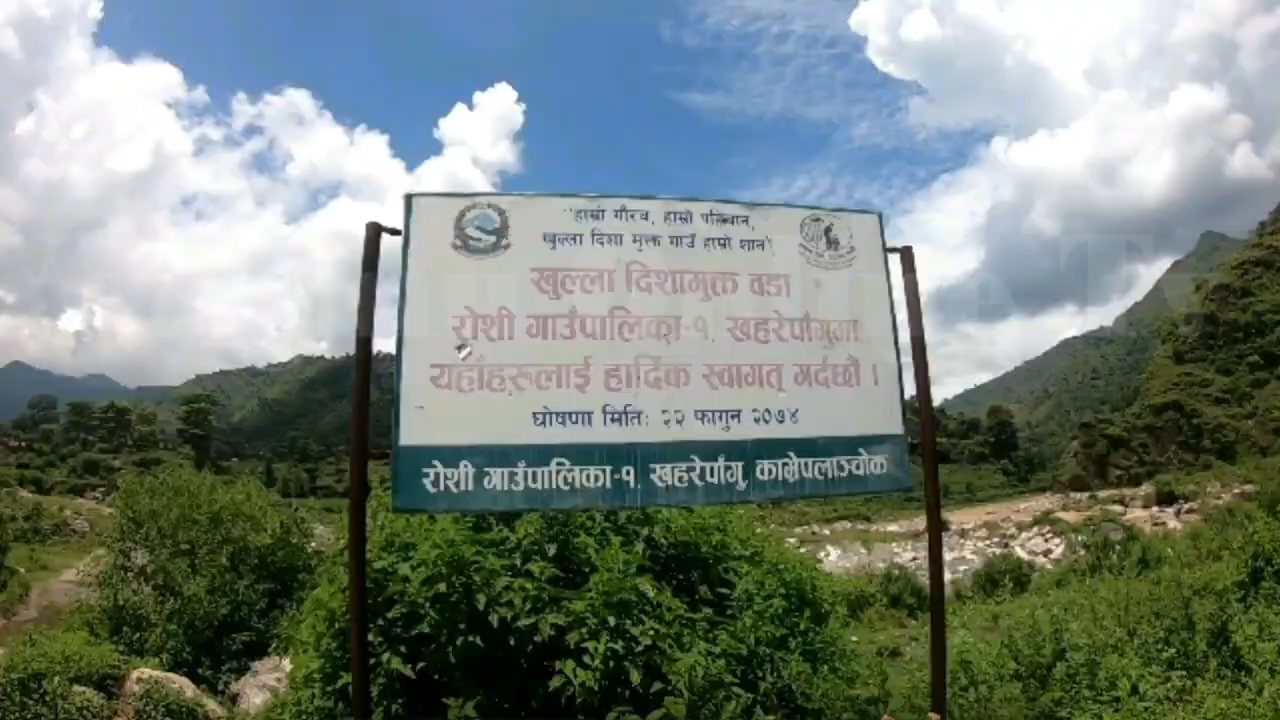 "हाम्रो गौरव, हाम्रो पहिचान,
खुल्ला दिशा मुक्त गाउँ हाम्रो शान"
खुल्ला दिशामुक्त वडा
रोशी गाउँपालिका-१, खहरेपाँगुमा
यहाँहरुलाई हार्दिक स्वागत् गर्दछौं ।
घोषणा मितिः २२ फागुन २०७४
रोशी गाउँपालिका-१, खहरेपाँगु, काभ्रेपलाञ्चोक